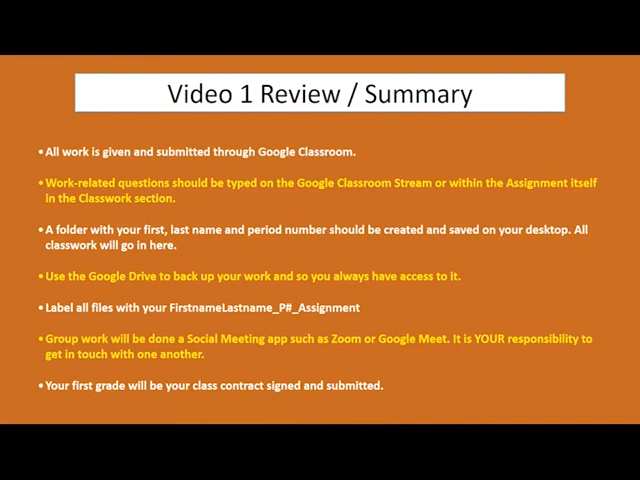 Video 1 Review / Summary
• All work is given and submitted through Google Classroom.
• Work-related questions should be typed on the Google Classroom Stream or within the Assignment itself
in the Classwork section.
• A folder with your first, last name and period number should be created and saved on your desktop. All
classwork will go in here.
• Use the Google Drive to back up your work and so you always have access to it.
• Label all files with your FirstnameLastname_P#_Assignment
• Group work will be done a Social Meeting app such as Zoom or Google Meet. It is YOUR responsibility to
get in touch with one another.
• Your first grade will be your class contract signed and submitted.